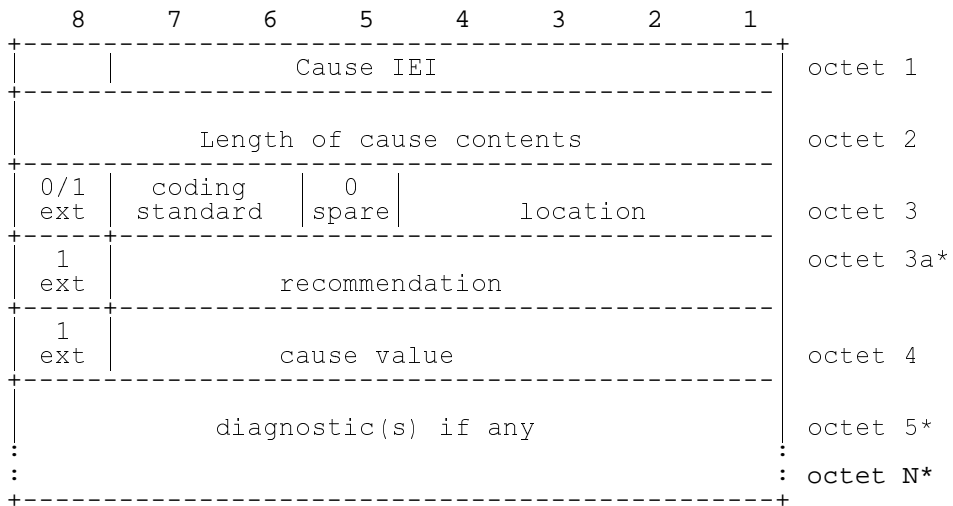 8 7 6 5 4 3 2 1
Cause IEI octet 1
Length of cause contents octet 2
0/1 coding 0
ext standard spare location octet 3
1 octet 3a*
ext recommendation
1
ext cause value octet 4
diagnostic(s) if any octet 5*
: :
: : octet N*